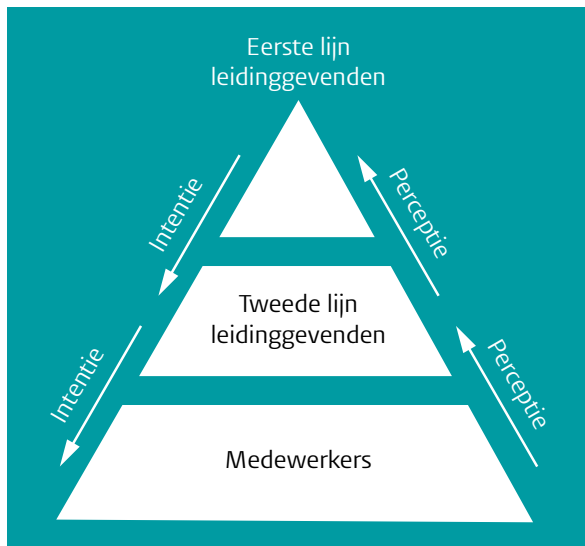 Eerste lijn
leidinggevenden
Intentie
Perceptie
Tweede lijn
leidinggevenden
Intentie
Perceptie
Medewerkers